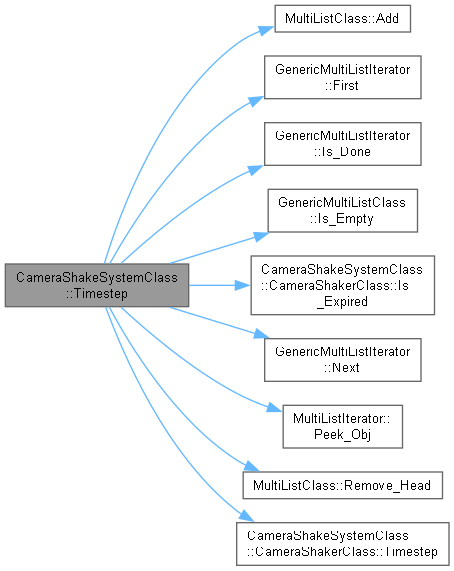 MultiListClass::Add
GenericMultiListIterator
::First
GenericMultiListIterator
::Is_Done
GenericMultiListClass
::Is_Empty
CameraShakeSystemClass
::Timestep
CameraShakeSystemClass
::CameraShakerClass::Is
_Expired
GenericMultiListIterator
::Next
MultiListIterator::
Peek_Obj
MultiListClass::Remove_Head
CameraShakeSystemClass
::CameraShakerClass::Timestep